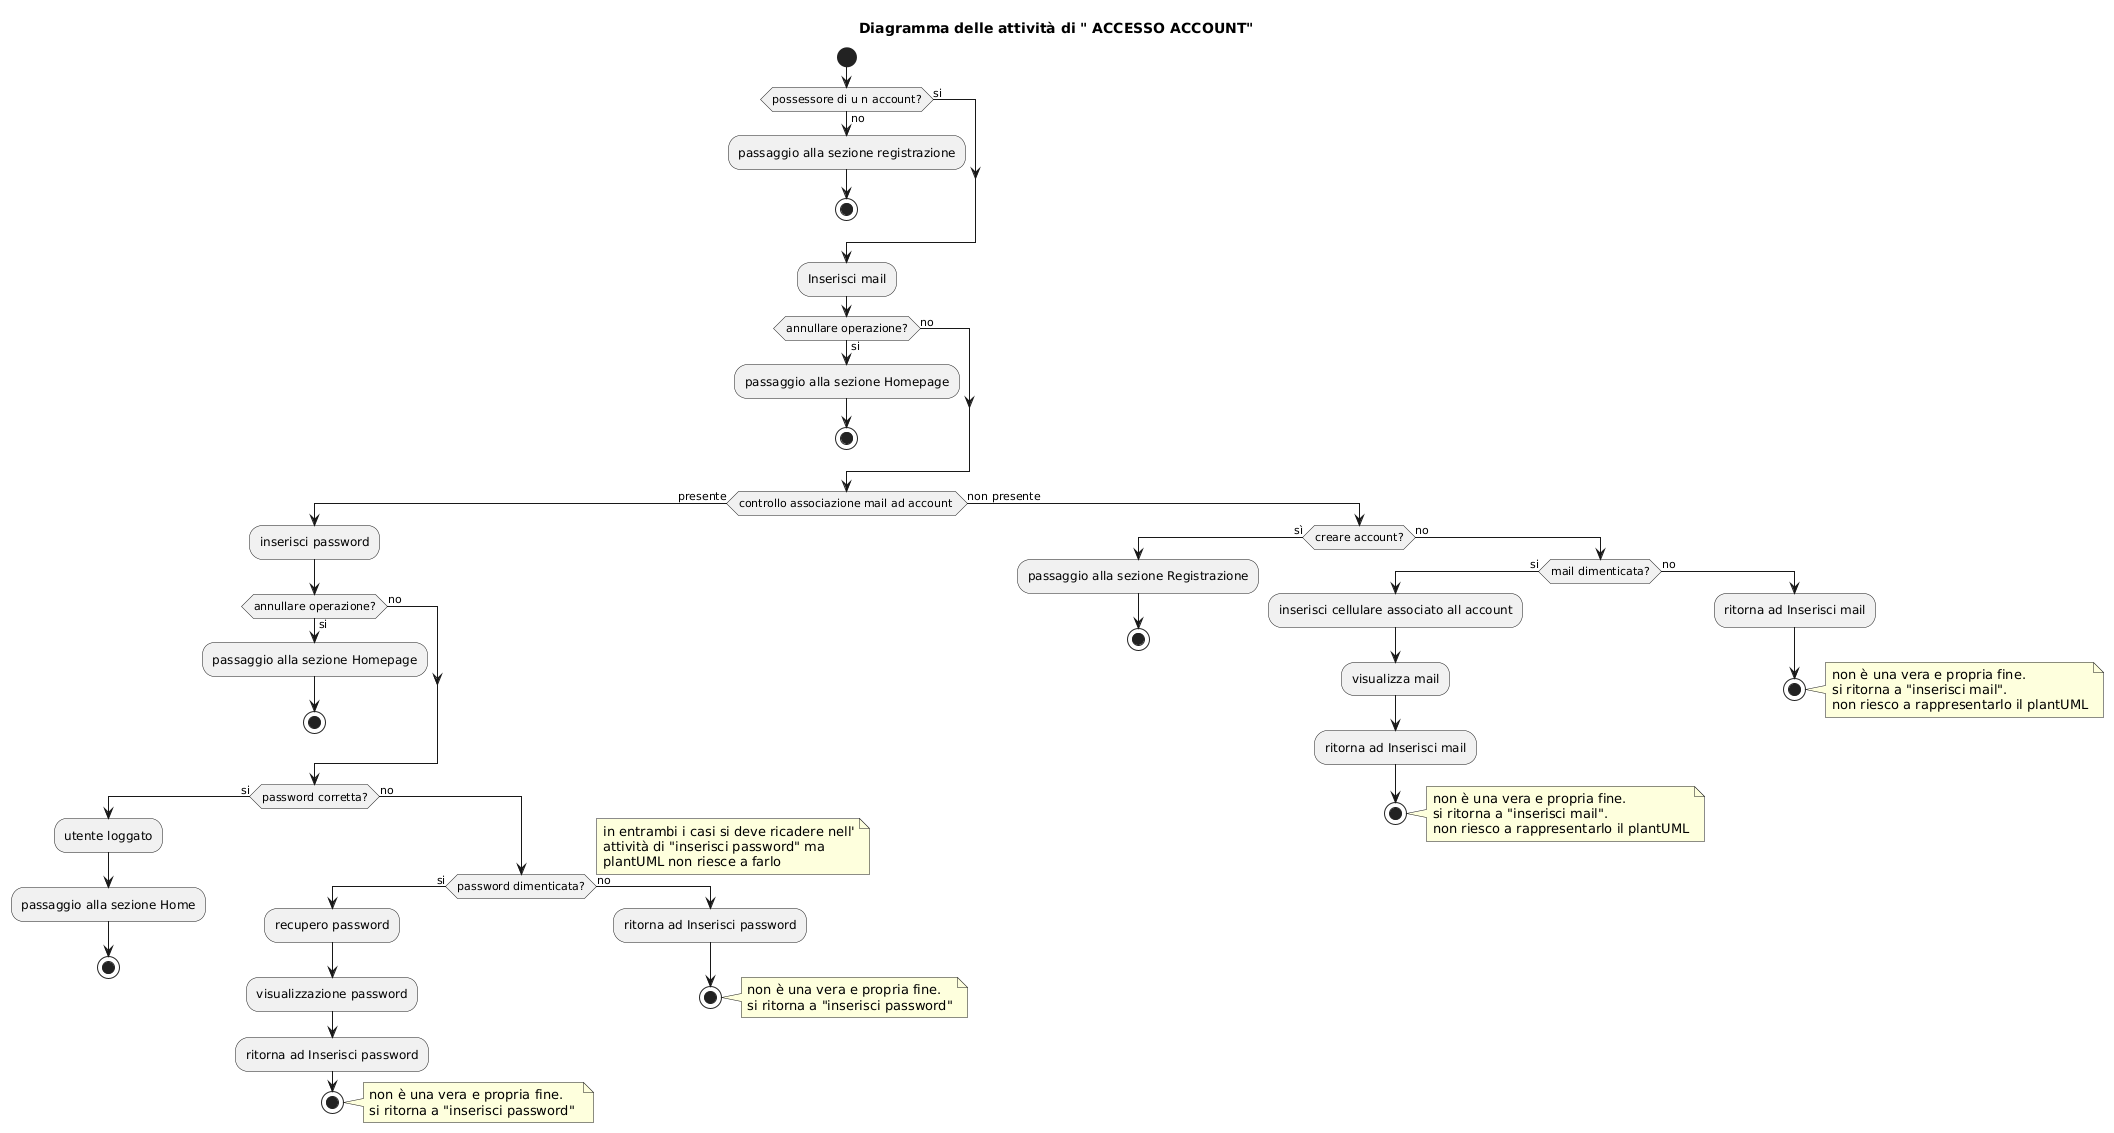 Diagramma delle attività di " ACCESSO ACCOUNT"
possessore di u n account?
si
no
passaggio alla sezione registrazione
Inserisci mail
annullare operazione?
no
si
passaggio alla sezione Homepage
presente
controllo associazione mail ad account
non presente
inserisci password
annullare operazione?
no
si
passaggio alla sezione Homepage
si
password corretta?
no
utente loggato
passaggio alla sezione Home
in entrambi i casi si deve ricadere nell'
attività di "inserisci password" ma
plantUML non riesce a farlo
si
password dimenticata?
no
recupero password
visualizzazione password
ritorna ad Inserisci password
non è una vera e propria fine.
si ritorna a "inserisci password"
ritorna ad Inserisci password
non è una vera e propria fine.
si ritorna a "inserisci password"
sì
creare account?
no
passaggio alla sezione Registrazione
si
mail dimenticata?
no
inserisci cellulare associato all account
visualizza mail
ritorna ad Inserisci mail
non è una vera e propria fine.
si ritorna a "inserisci mail".
non riesco a rappresentarlo il plantUML
ritorna ad Inserisci mail
non è una vera e propria fine.
si ritorna a "inserisci mail".
non riesco a rappresentarlo il plantUML